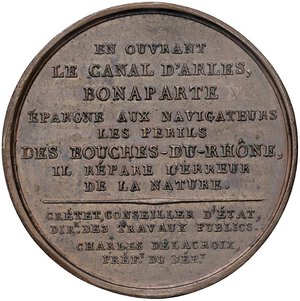 EN OUVRANT
LE CANAL D'ARLES,
BONAPARTE
ÉPARGNE AUX NAVIGATEURS
LES PERILS
DES BOUCHES-DU-RHÔNE,
IL RÉPARE L'ERREUR
DE LA NATURE.
CRÉTET, CONSEILLER D'ÉTAT,
DIR. DES TRAVAUX PUBLICS.
CHARLES DELACROIX,
PRÉF. DU DÉP.